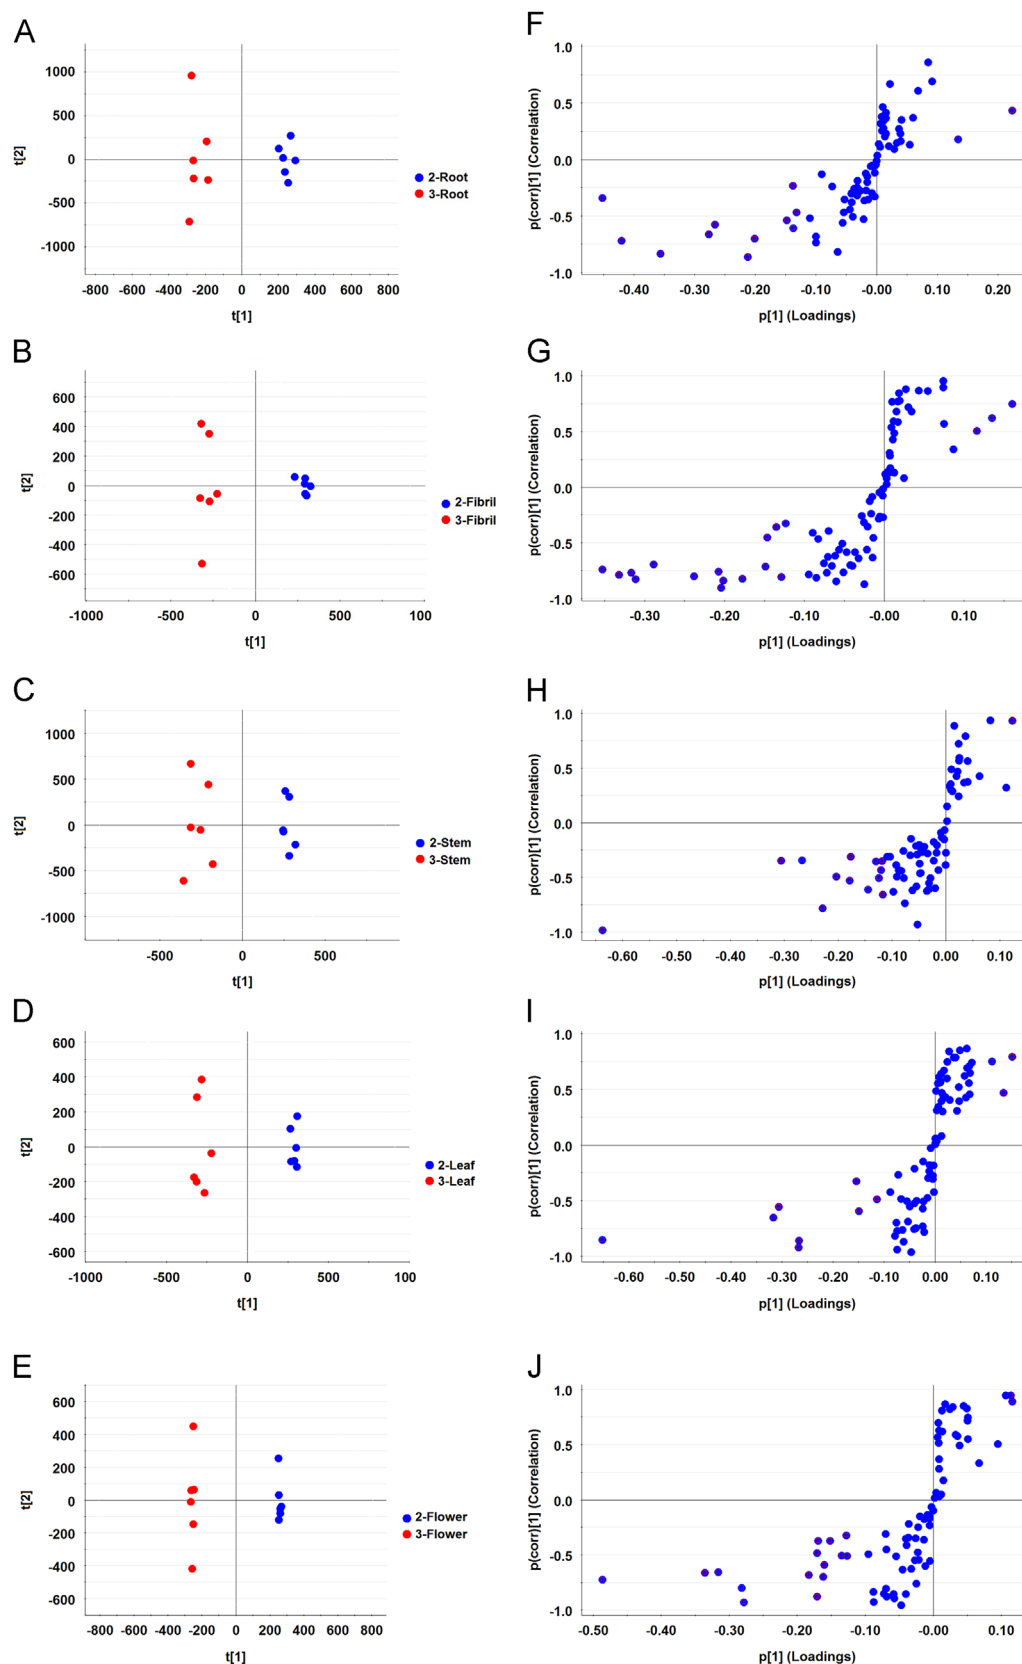 A
1000
500
0
-500
-1000
t[2]
-800 -600 -400 -200 0 200 400 600 800
t[1]
2-Root
3-Root
F
1.0
0.5
0.0
-0.5
-1.0
p(corr)[1] (Correlation)
-0.40 -0.30 -0.20 -0.10 -0.00 0.10 0.20
p[1] (Loadings)
B
600
400
200
0
-200
-400
-600
t[2]
-1000 -500 0 500 100
t[1]
2-Fibril
3-Fibril
G
1.0
0.5
0.0
-0.5
-1.0
p(corr)[1] (Correlation)
-0.30 -0.20 -0.10 -0.00 0.10
p[1] (Loadings)
C
1000
500
0
-500
-1000
t[2]
-500 0 500
t[1]
2-Stem
3-Stem
H
1.0
0.5
0.0
-0.5
-1.0
p(corr)[1] (Correlation)
-0.60 -0.50 -0.40 -0.30 -0.20 -0.10 0.00 0.10
p[1] (Loadings)
D
600
400
200
0
-200
-400
-600
t[2]
-1000 -500 0 500 100
t[1]
2-Leaf
3-Leaf
I
1.0
0.5
0.0
-0.5
-1.0
p(corr)[1] (Correlation)
-0.60 -0.50 -0.40 -0.30 -0.20 -0.10 0.00 0.10
p[1] (Loadings)
E
600
400
200
0
-200
-400
-600
t[2]
-800 -600 -400 -200 0 200 400 600 800
t[1]
2-Flower
3-Flower
J
1.0
0.5
0.0
-0.5
-1.0
p(corr)[1] (Correlation)
-0.50 -0.40 -0.30 -0.20 -0.10 -0.00 0.10
p[1] (Loadings)